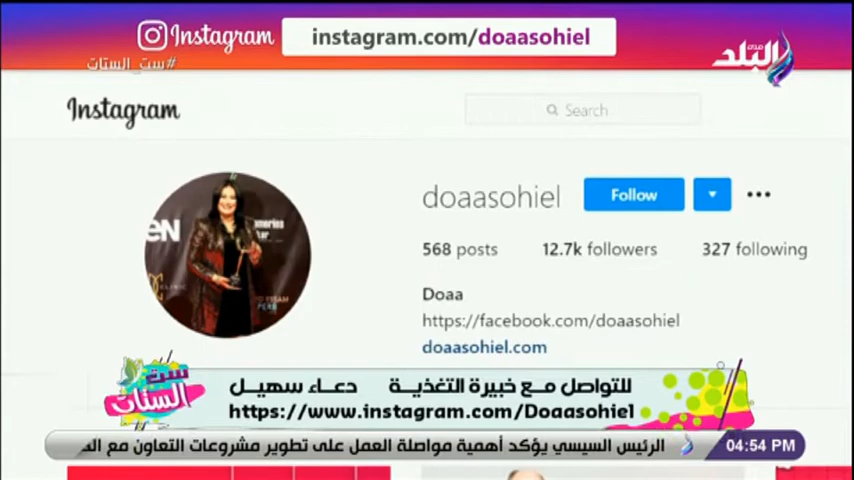 Instagram
instagram.com/doaasohiel
#ست_الستات
صدى البلد
Instagram
Search
doaasohiel
Follow
568 posts 12.7k followers 327 following
Doaa
https://facebook.com/doaasohiel
doaasohiel.com
EN
CLINIC
ست الستات
للتواصل مع خبيرة التغذية دعاء سهيل
https://www.instagram.com/Doaasohiel
الرئيس السيسي يؤكد أهمية مواصلة العمل على تطوير مشروعات التعاون مع
04:54 PM